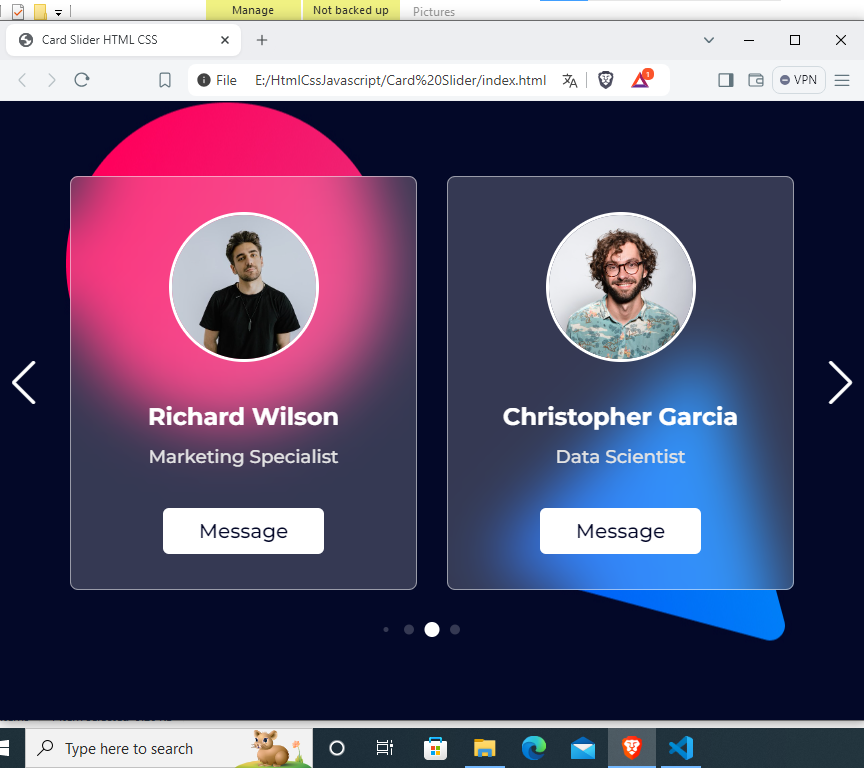 Manage
Not backed up
Pictures
Card Slider HTML CSS
File
E:/HtmlCssJavascript/Card%20Slider/index.html
1
VPN
Richard Wilson
Marketing Specialist
Message
Christopher Garcia
Data Scientist
Message
Type here to search